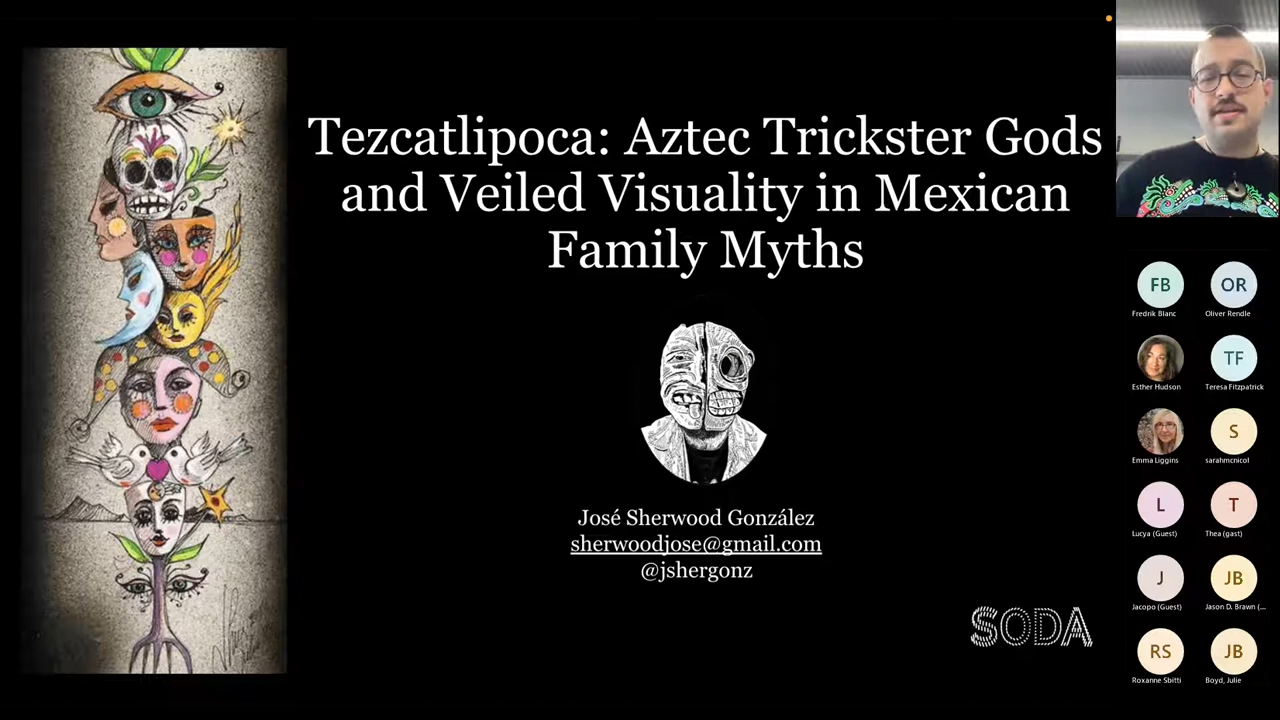 Tezcatlipoca: Aztec Trickster Gods
and Veiled Visuality in Mexican
Family Myths
José Sherwood González
sherwoodjose@gmail.com
@jshergonz
SODA
FB
OR
Fredrik Blanc
Oliver Rendle
TF
Esther Hudson
Teresa Fitzpatrick
S
Emma Liggins
sarahmcnicol
L
T
Lucya (Guest)
Thea (gast)
J
JB
Jacopo (Guest)
Jason D. Brawn (...
RS
JB
Roxanne Sbitti
Boyd, Julie